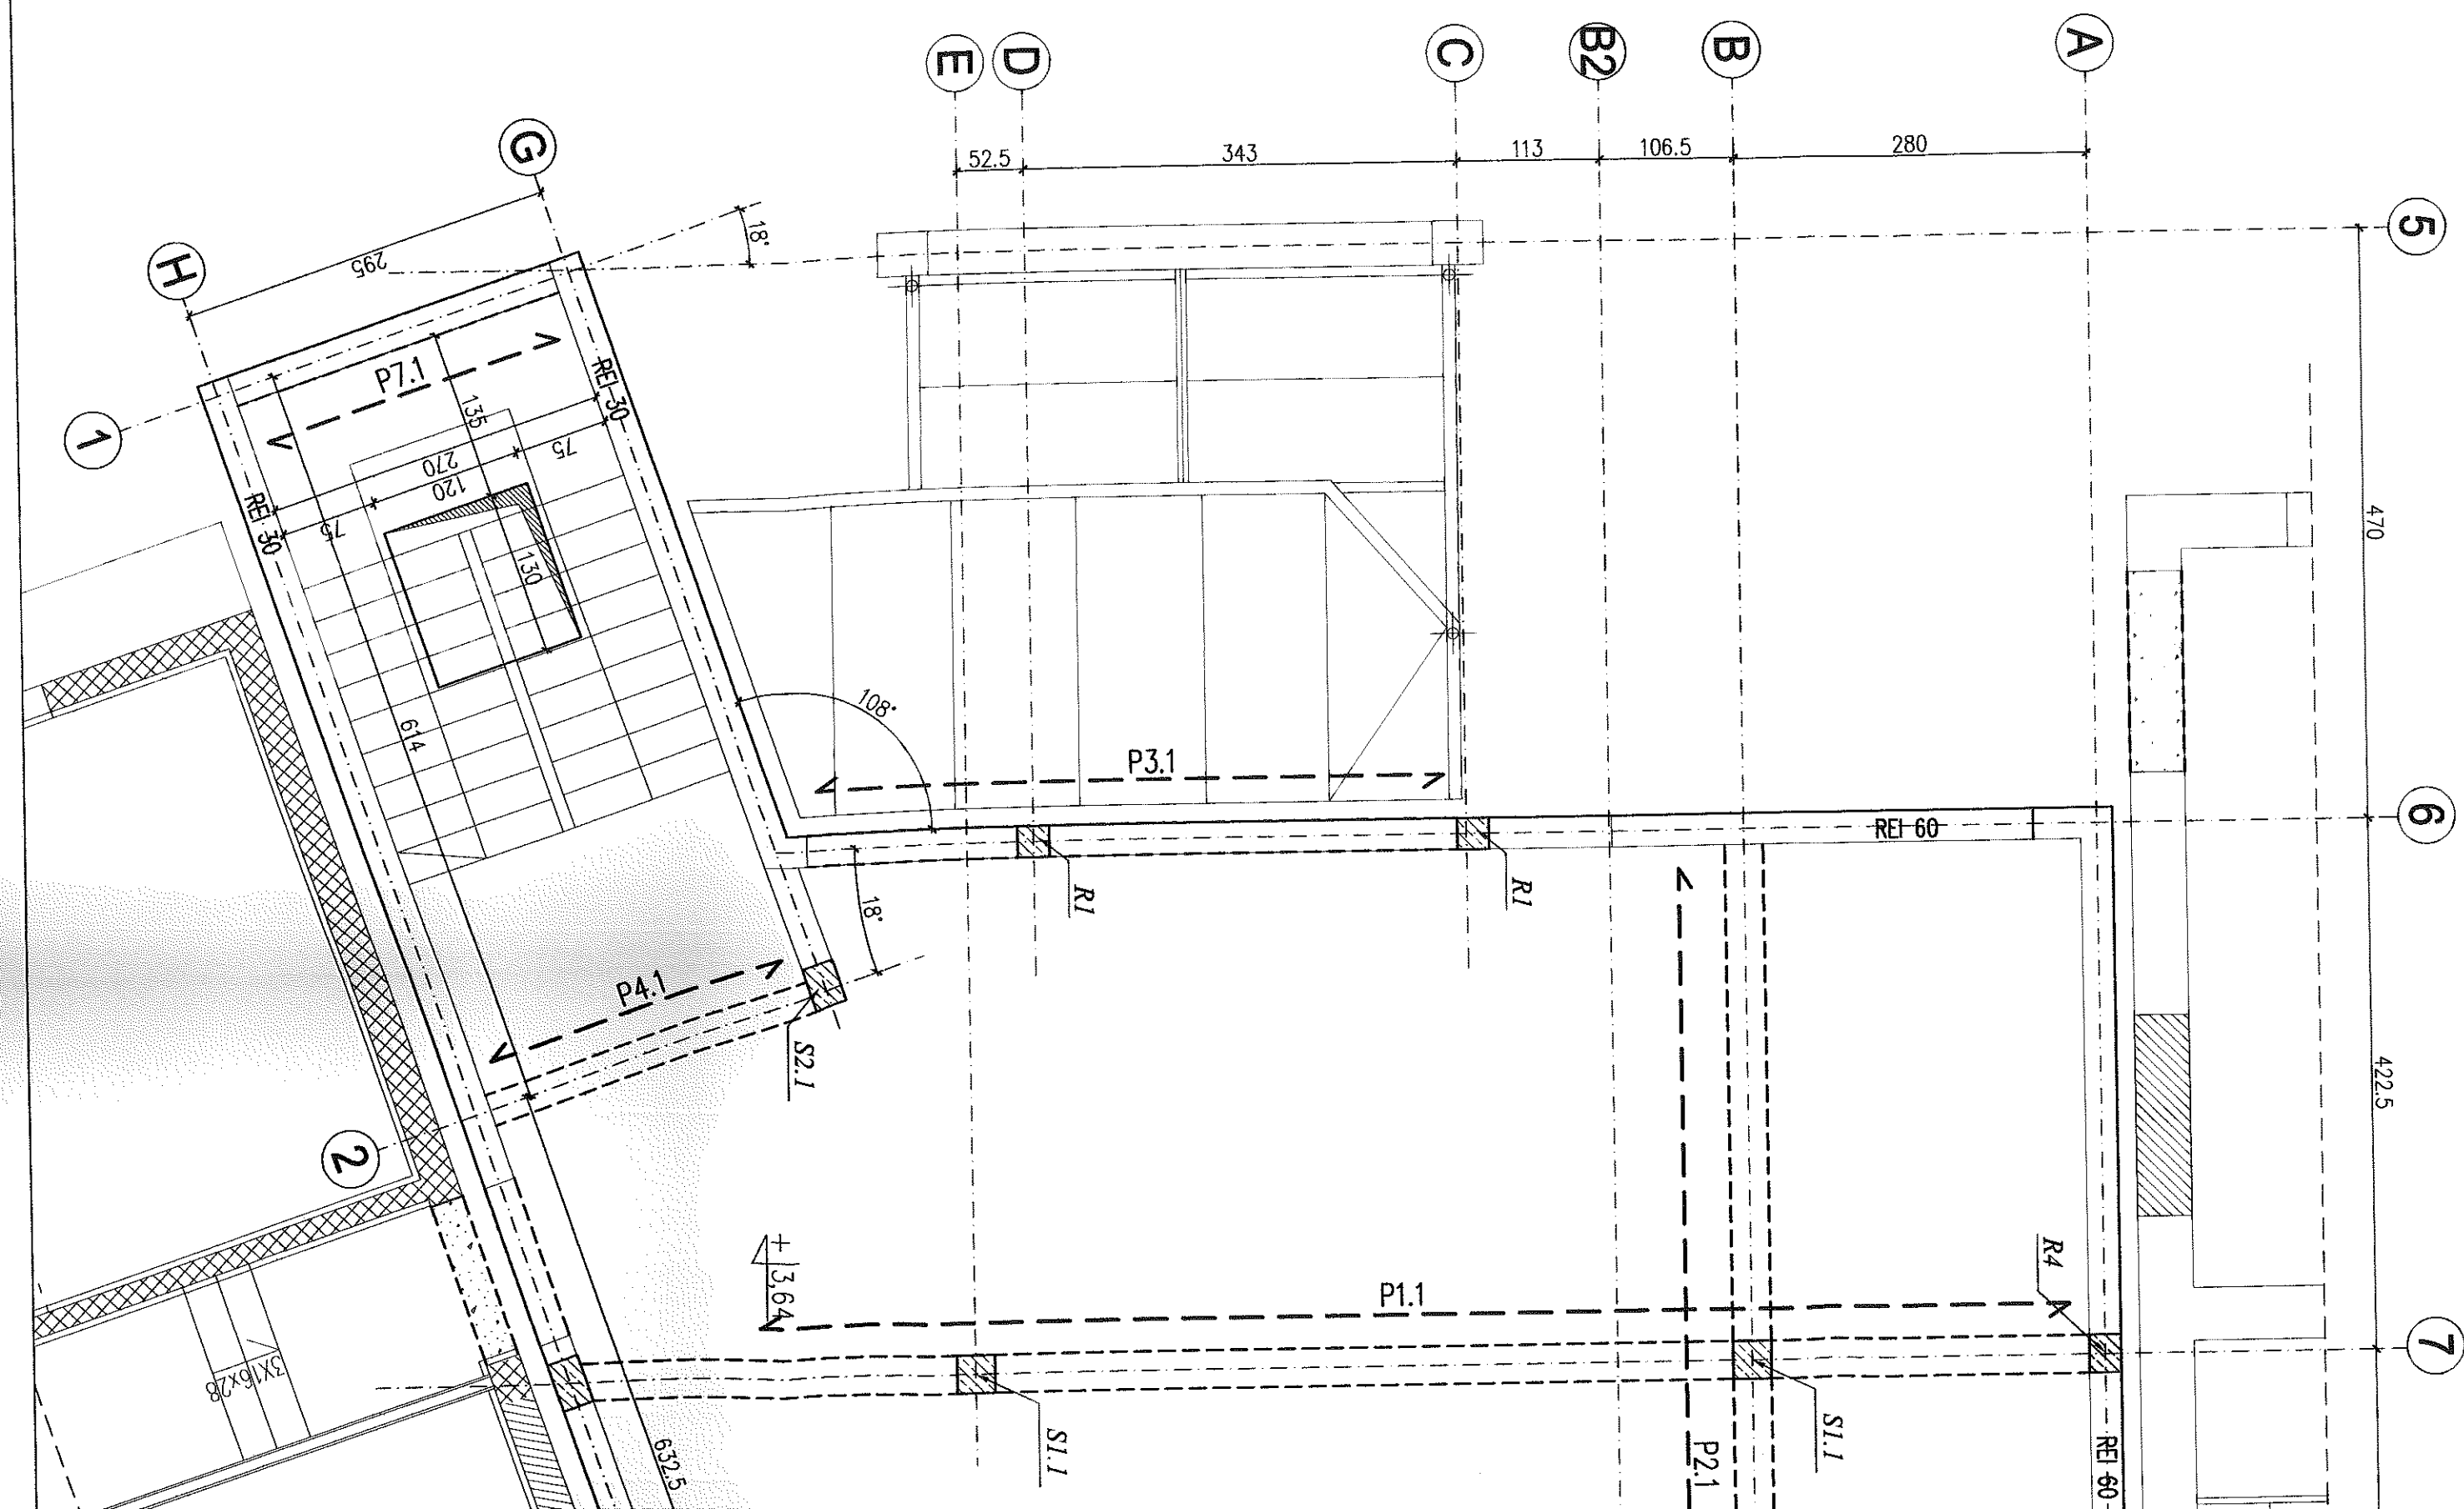 E
D
C
B2
B
A
G
H
1
2
5
6
7
52.5
343
113
106.5
280
18°
295
470
422.5
P7.1
135
REI 30
75
270
120
75
REI 30
130
614
108°
P3.1
REI 60
R1
R1
18°
P4.1
S2.1
+3,64
P1.1
R4
S1.1
S1.1
P2.1
REI 60
3X16x28
632.5